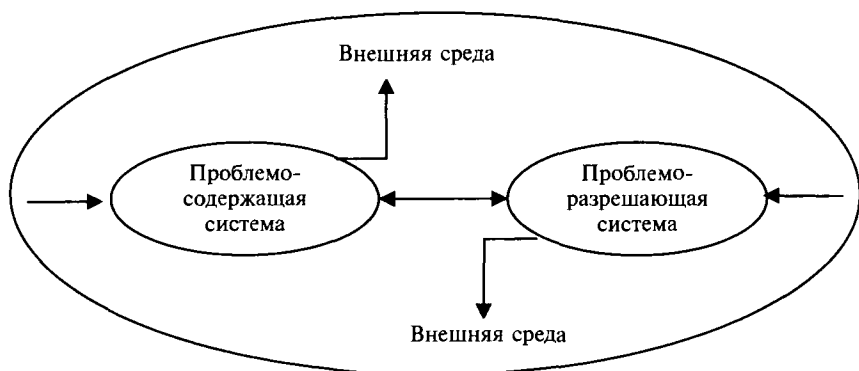 Внешняя среда
Проблемо-
содержащая
система
Проблемо-
разрешающая
система
Внешняя среда